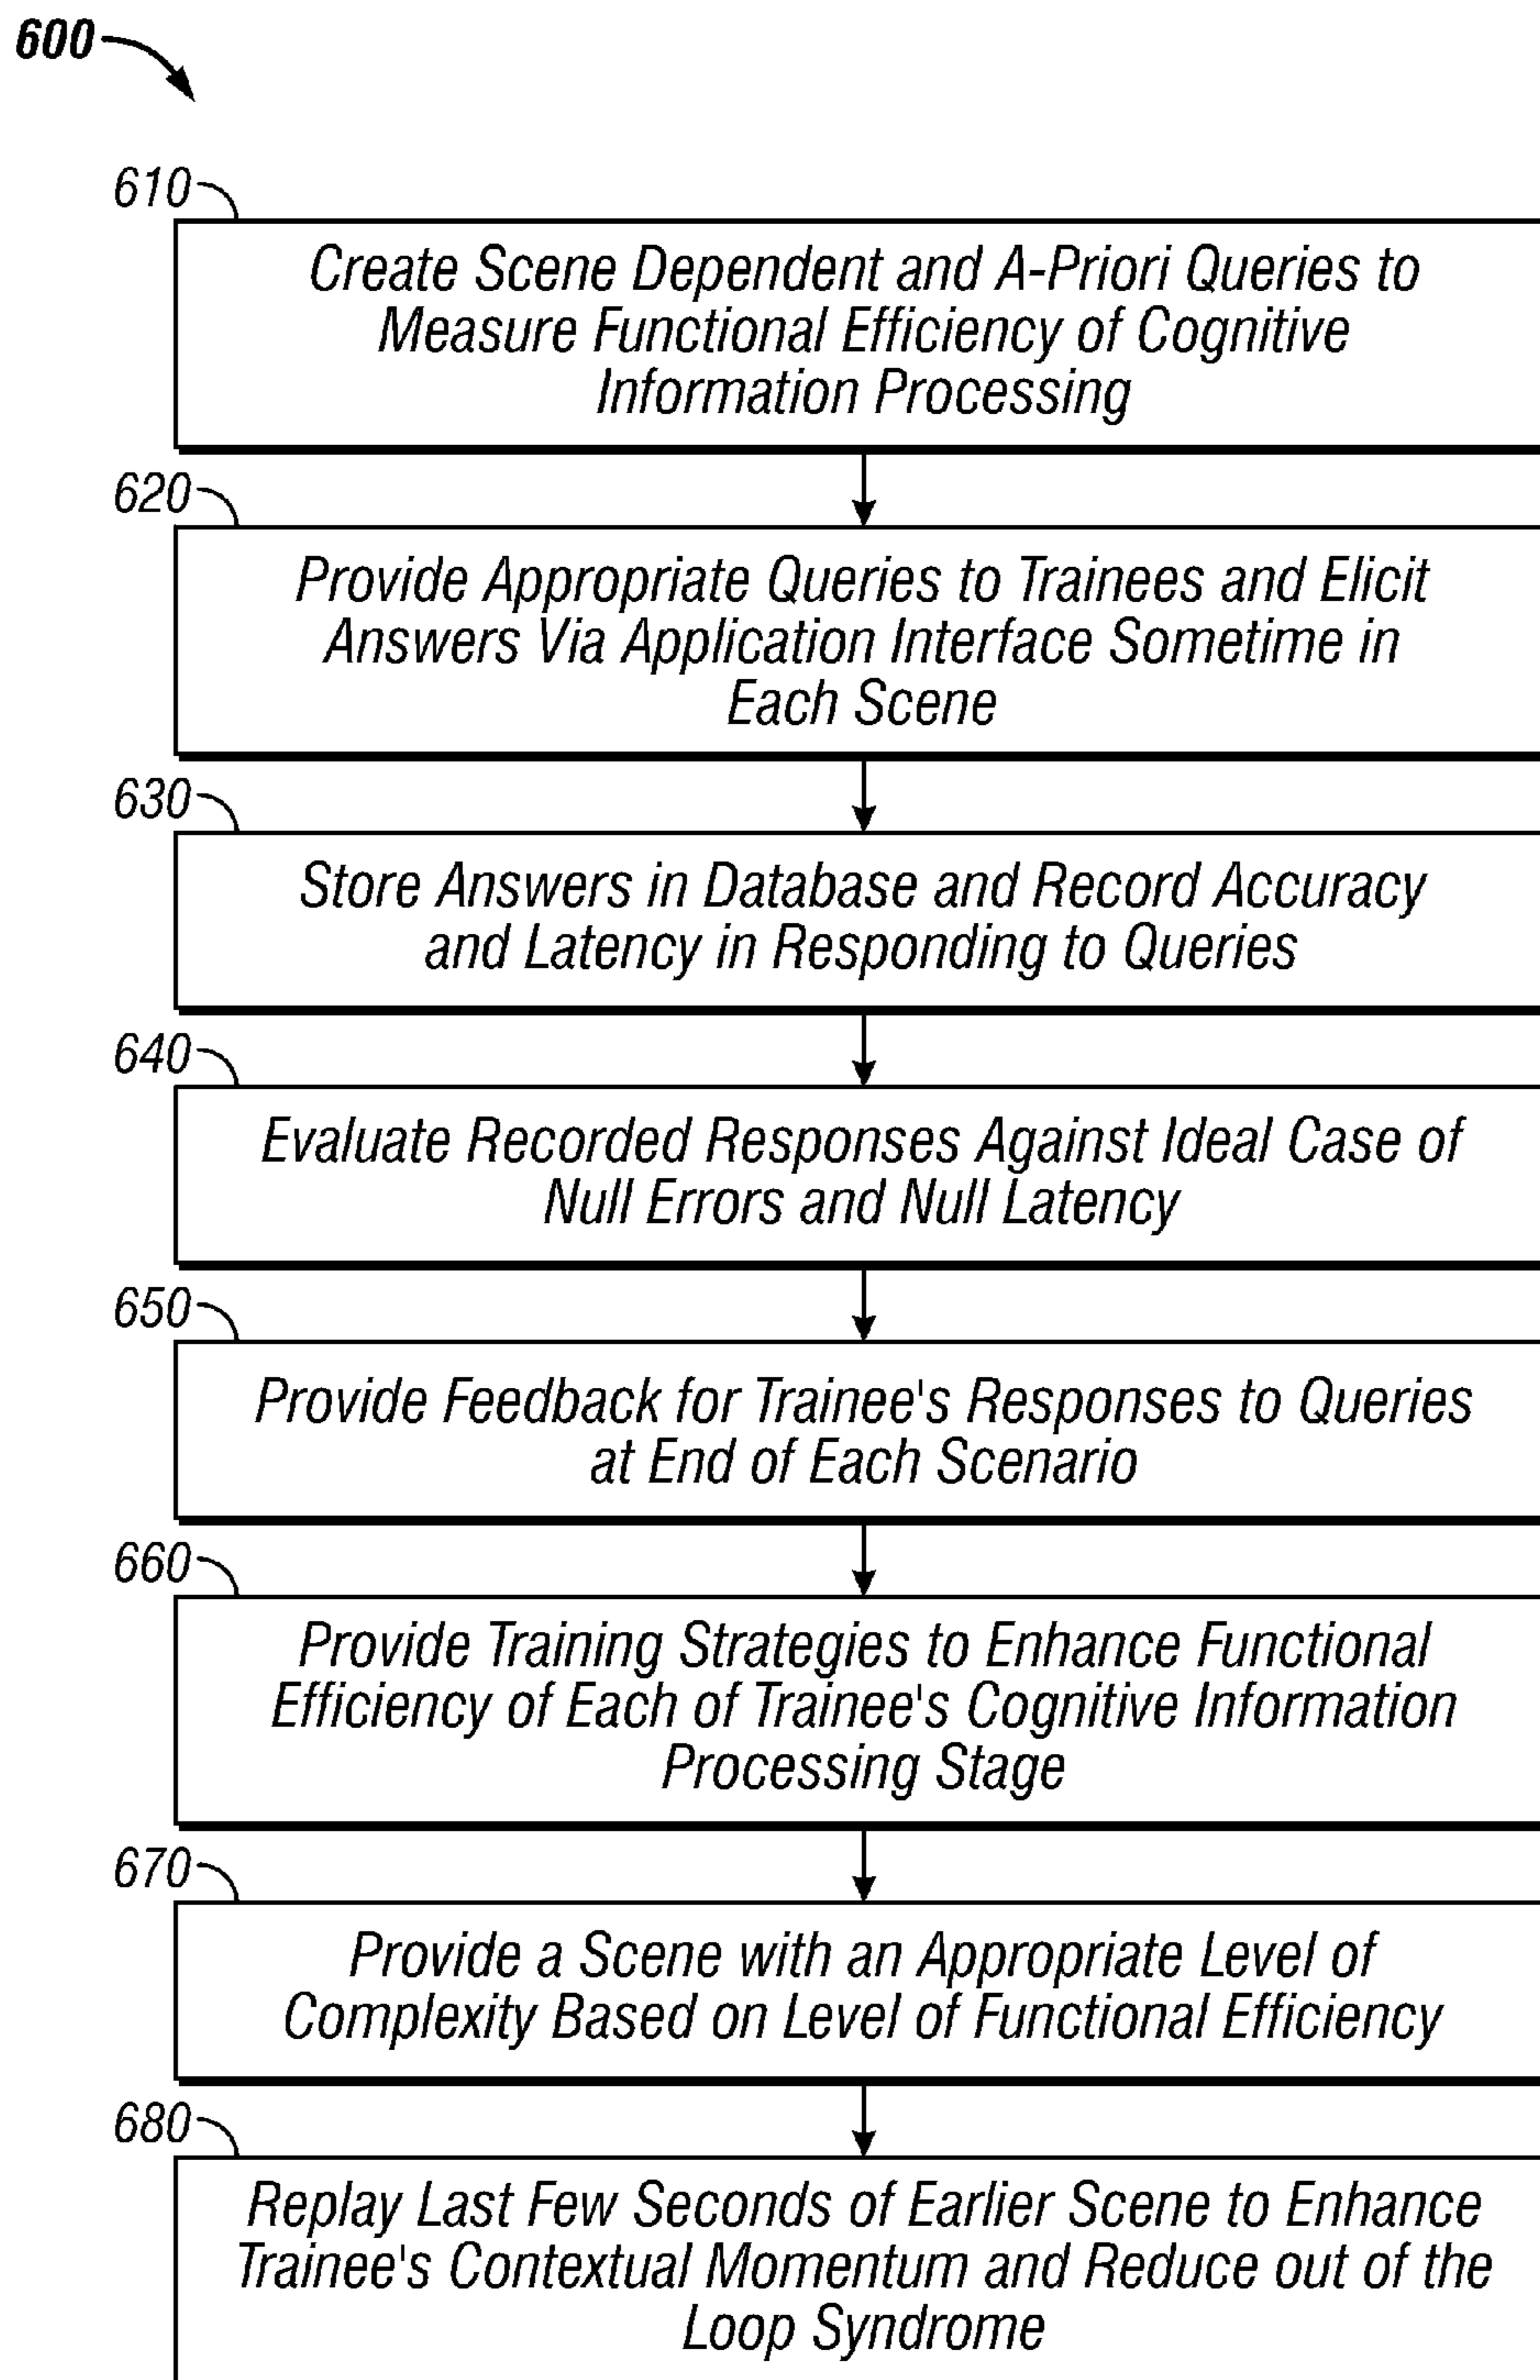 600
610
Create Scene Dependent and A-Priori Queries to
Measure Functional Efficiency of Cognitive
Information Processing
620
Provide Appropriate Queries to Trainees and Elicit
Answers Via Application Interface Sometime in
Each Scene
630
Store Answers in Database and Record Accuracy
and Latency in Responding to Queries
640
Evaluate Recorded Responses Against Ideal Case of
Null Errors and Null Latency
650
Provide Feedback for Trainee's Responses to Queries
at End of Each Scenario
660
Provide Training Strategies to Enhance Functional
Efficiency of Each of Trainee's Cognitive Information
Processing Stage
670
Provide a Scene with an Appropriate Level of
Complexity Based on Level of Functional Efficiency
680
Replay Last Few Seconds of Earlier Scene to Enhance
Trainee's Contextual Momentum and Reduce out of the
Loop Syndrome